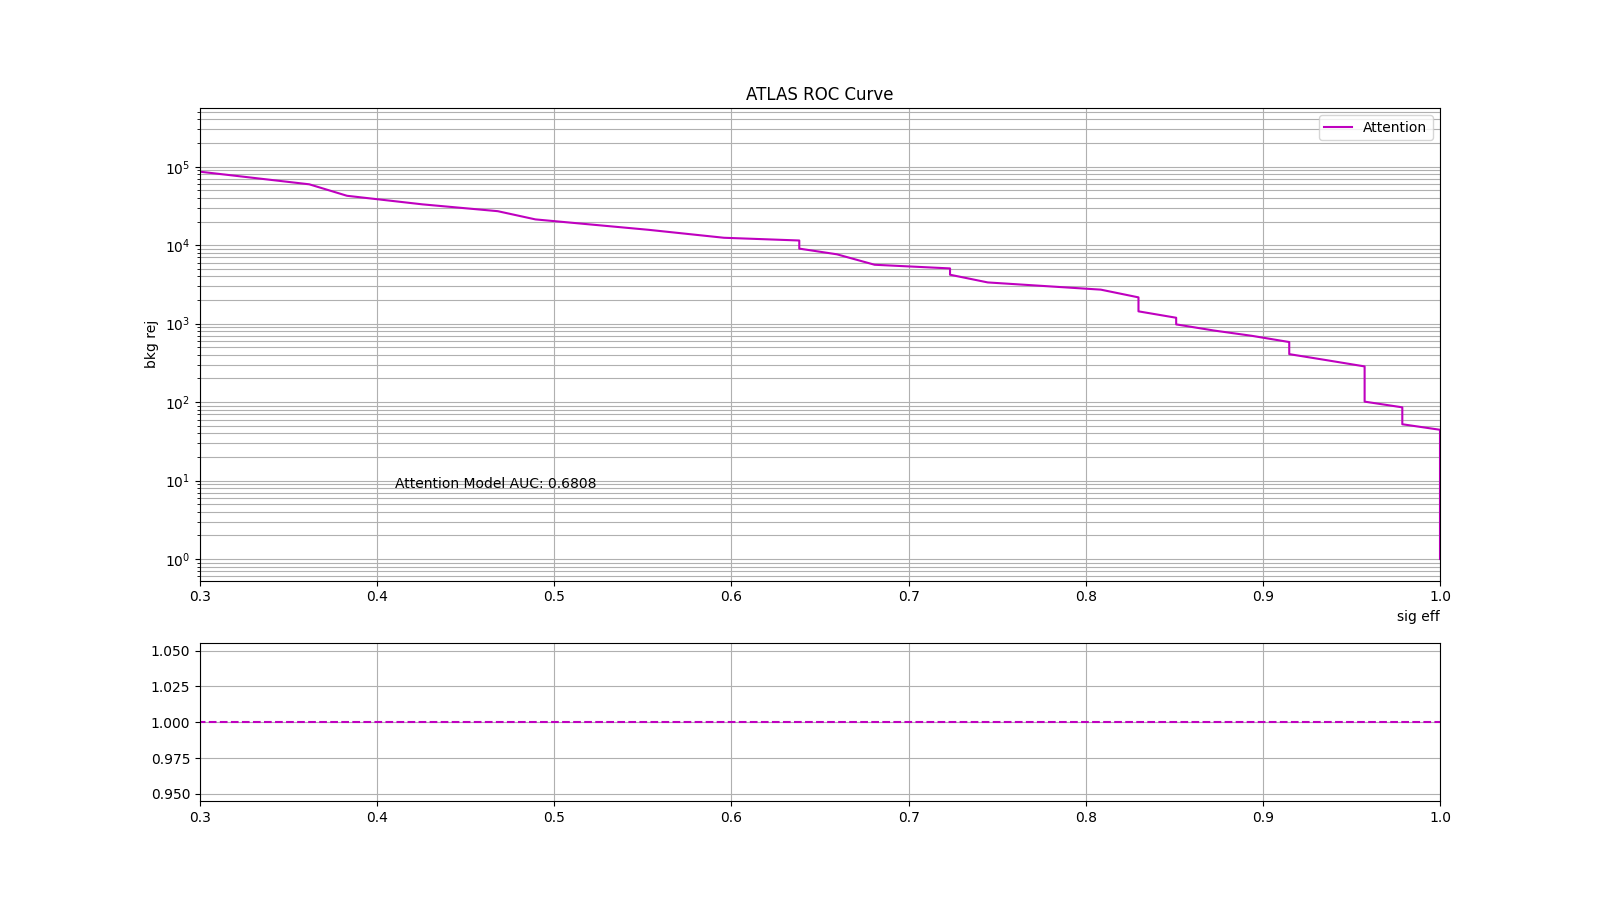 ATLAS ROC Curve
Attention
bkg rej
10^5
10^4
10^3
10^2
10^1
10^0
Attention Model AUC: 0.6808
0.3 0.4 0.5 0.6 0.7 0.8 0.9 1.0
sig eff
1.050
1.025
1.000
0.975
0.950
0.3 0.4 0.5 0.6 0.7 0.8 0.9 1.0